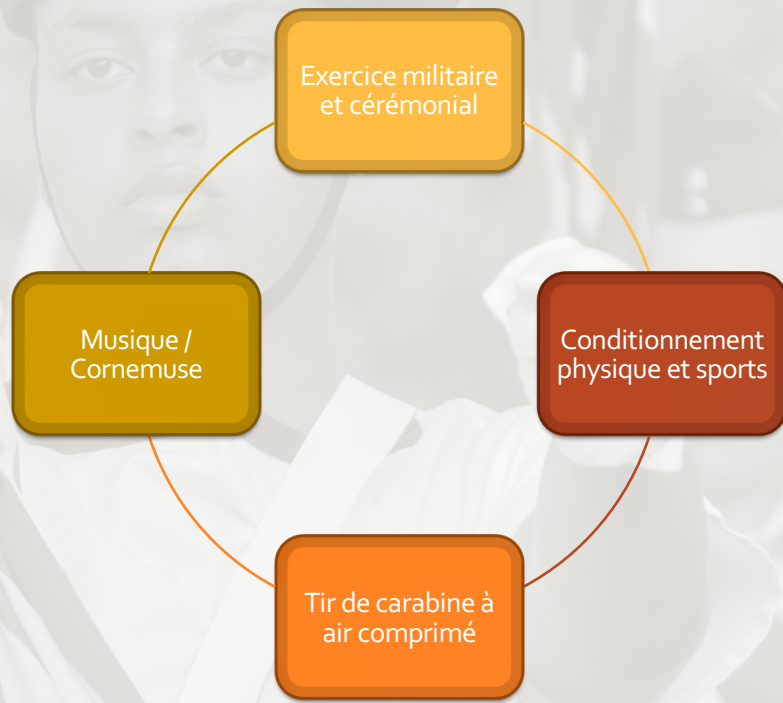 Exercice militaire
et cérémonial
Musique /
Cornemuse
Conditionnement
physique et sports
Tir de carabine à
air comprimé